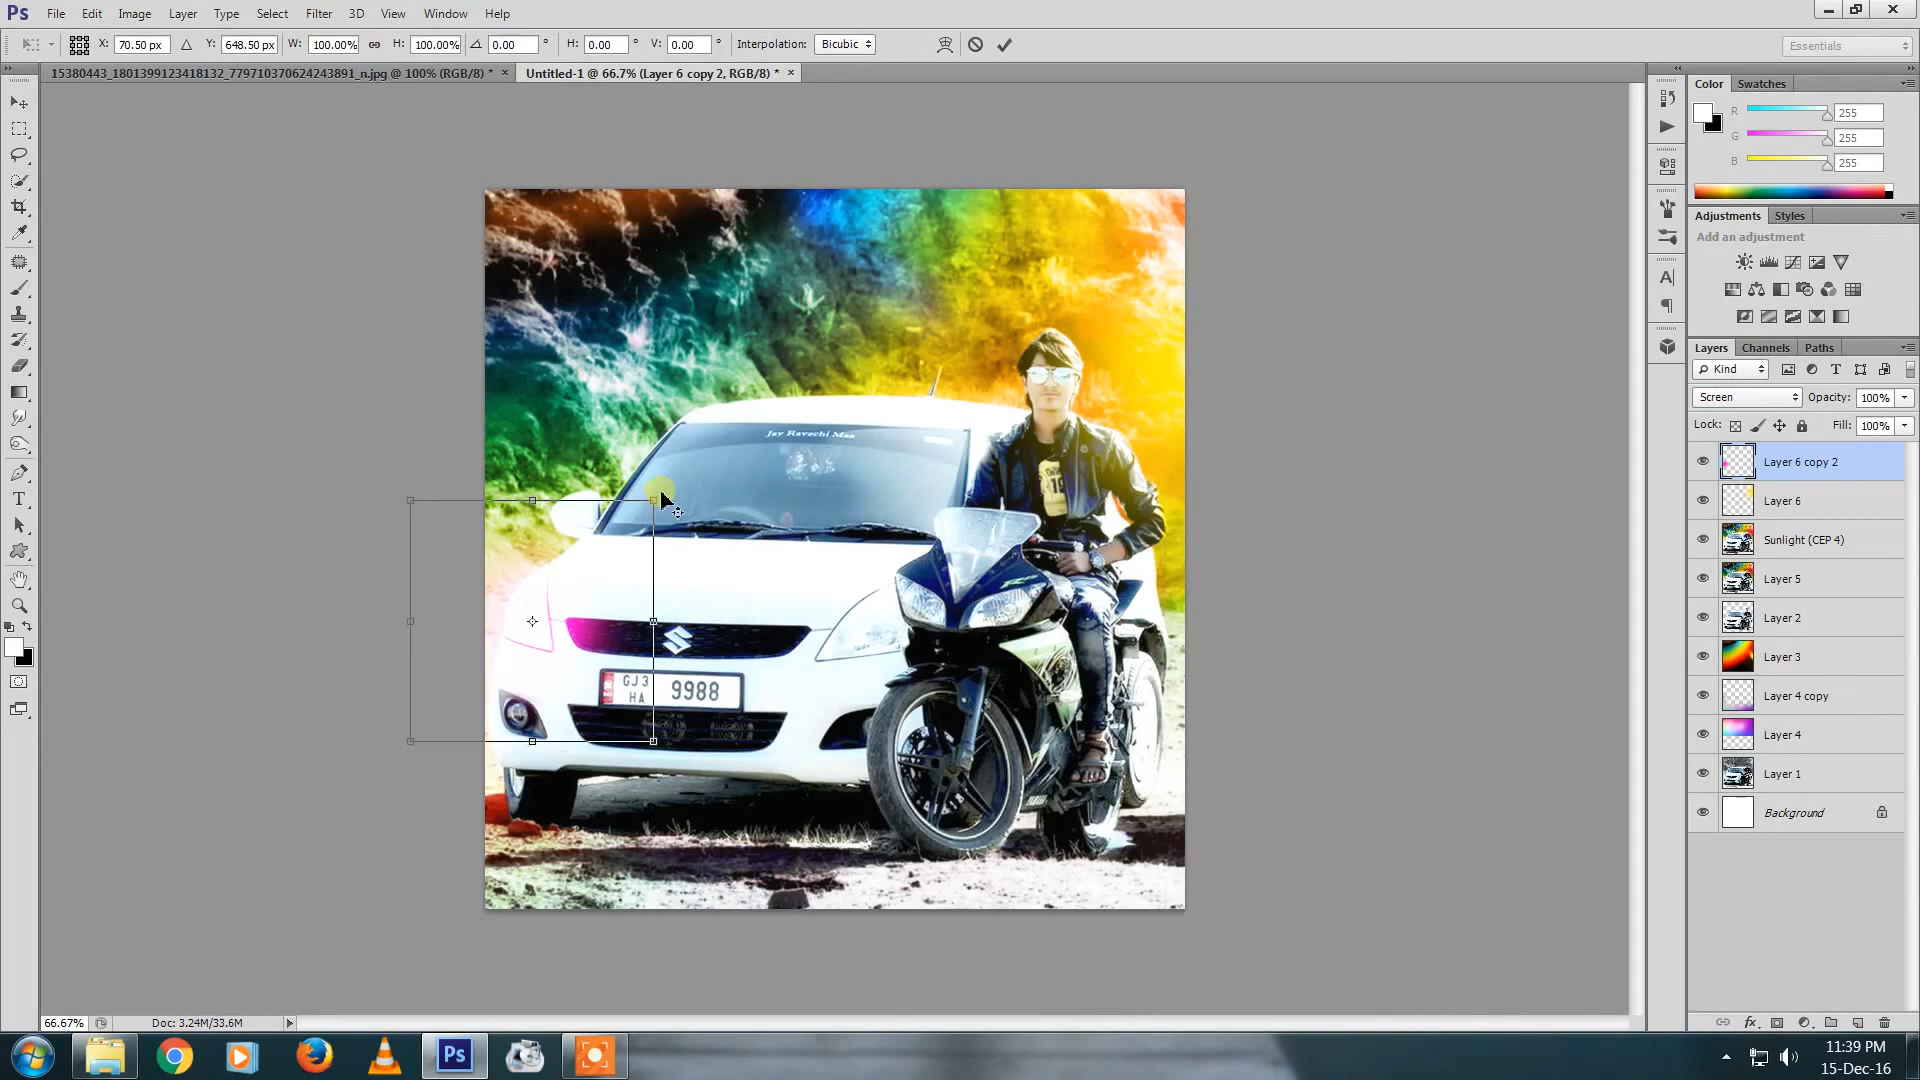 Ps File Edit Image Layer Type Select Filter 3D View Window Help
X: 70.50 px Y: 648.50 px W: 100.00% H: 100.00% 0.00 ° H: 0.00 ° V: 0.00 ° Interpolation: Bicubic Essentials
15380443_1801399123418132_779710370624243891_n.jpg @ 100% (RGB/8) * × Untitled-1 @ 66.7% (Layer 6 copy 2, RGB/8) * ×
Color Swatches
R 255
G 255
B 255
Adjustments Styles
Add an adjustment
Layers Channels Paths
Kind
Screen Opacity: 100%
Lock: Fill: 100%
Layer 6 copy 2
Layer 6
Sunlight (CEP 4)
Layer 5
Layer 2
Layer 3
Layer 4 copy
Layer 4
Layer 1
Background
Jay Ravechi Maa
GJ 3
HA 9988
66.67% Doc: 3.24M/33.6M
Ps
11:39 PM
15-Dec-16